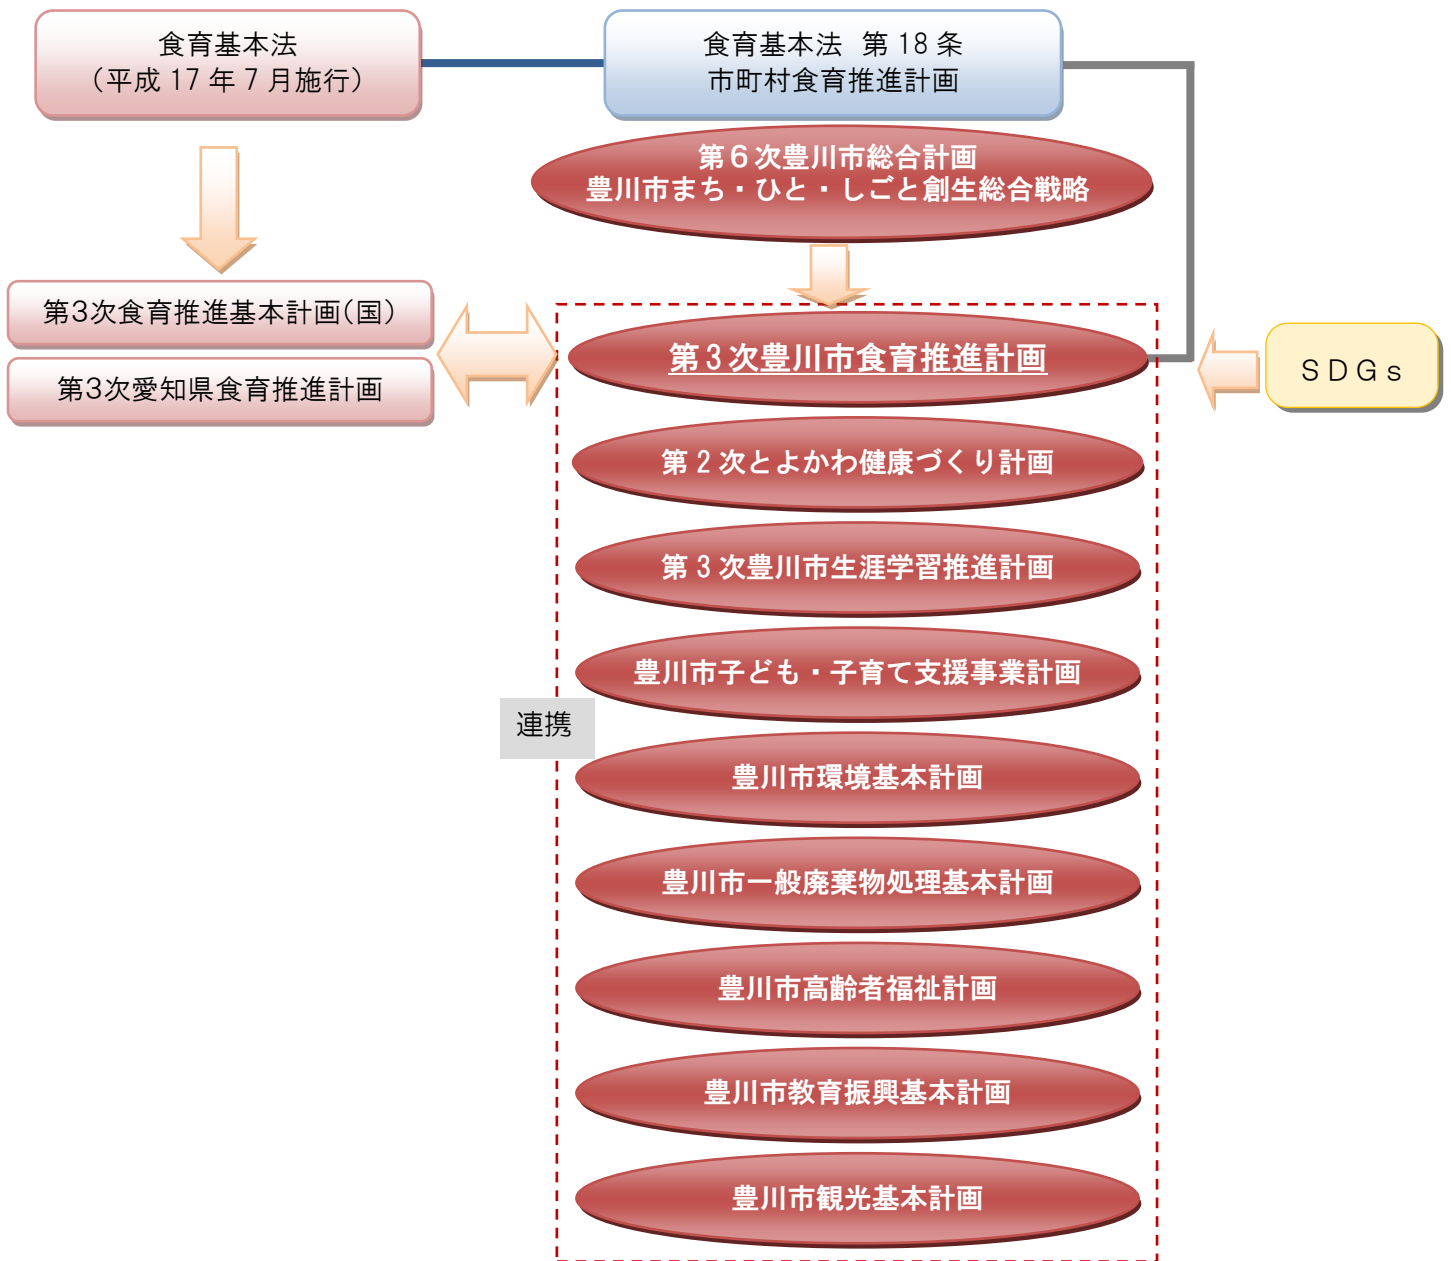 食育基本法
（平成 17 年 7 月施行）
食育基本法　第 18 条
市町村食育推進計画
第６次豊川市総合計画
豊川市まち・ひと・しごと創生総合戦略
第3次食育推進基本計画（国）
第3次愛知県食育推進計画
第３次豊川市食育推進計画
ＳＤＧｓ
第２次とよかわ健康づくり計画
第３次豊川市生涯学習推進計画
豊川市子ども・子育て支援事業計画
連携
豊川市環境基本計画
豊川市一般廃棄物処理基本計画
豊川市高齢者福祉計画
豊川市教育振興基本計画
豊川市観光基本計画